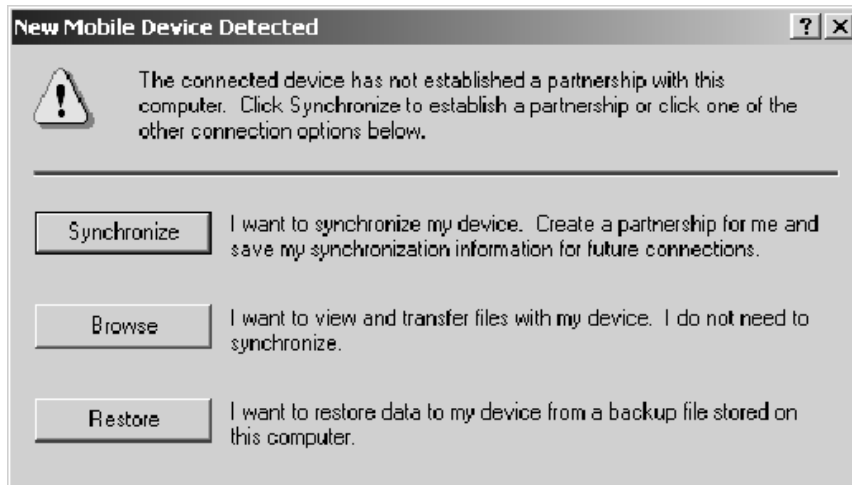 New Mobile Device Detected
The connected device has not established a partnership with this
computer. Click Synchronize to establish a partnership or click one of the
other connection options below.
Synchronize
I want to synchronize my device. Create a partnership for me and
save my synchronization information for future connections.
Browse
I want to view and transfer files with my device. I do not need to
synchronize.
Restore
I want to restore data to my device from a backup file stored on
this computer.